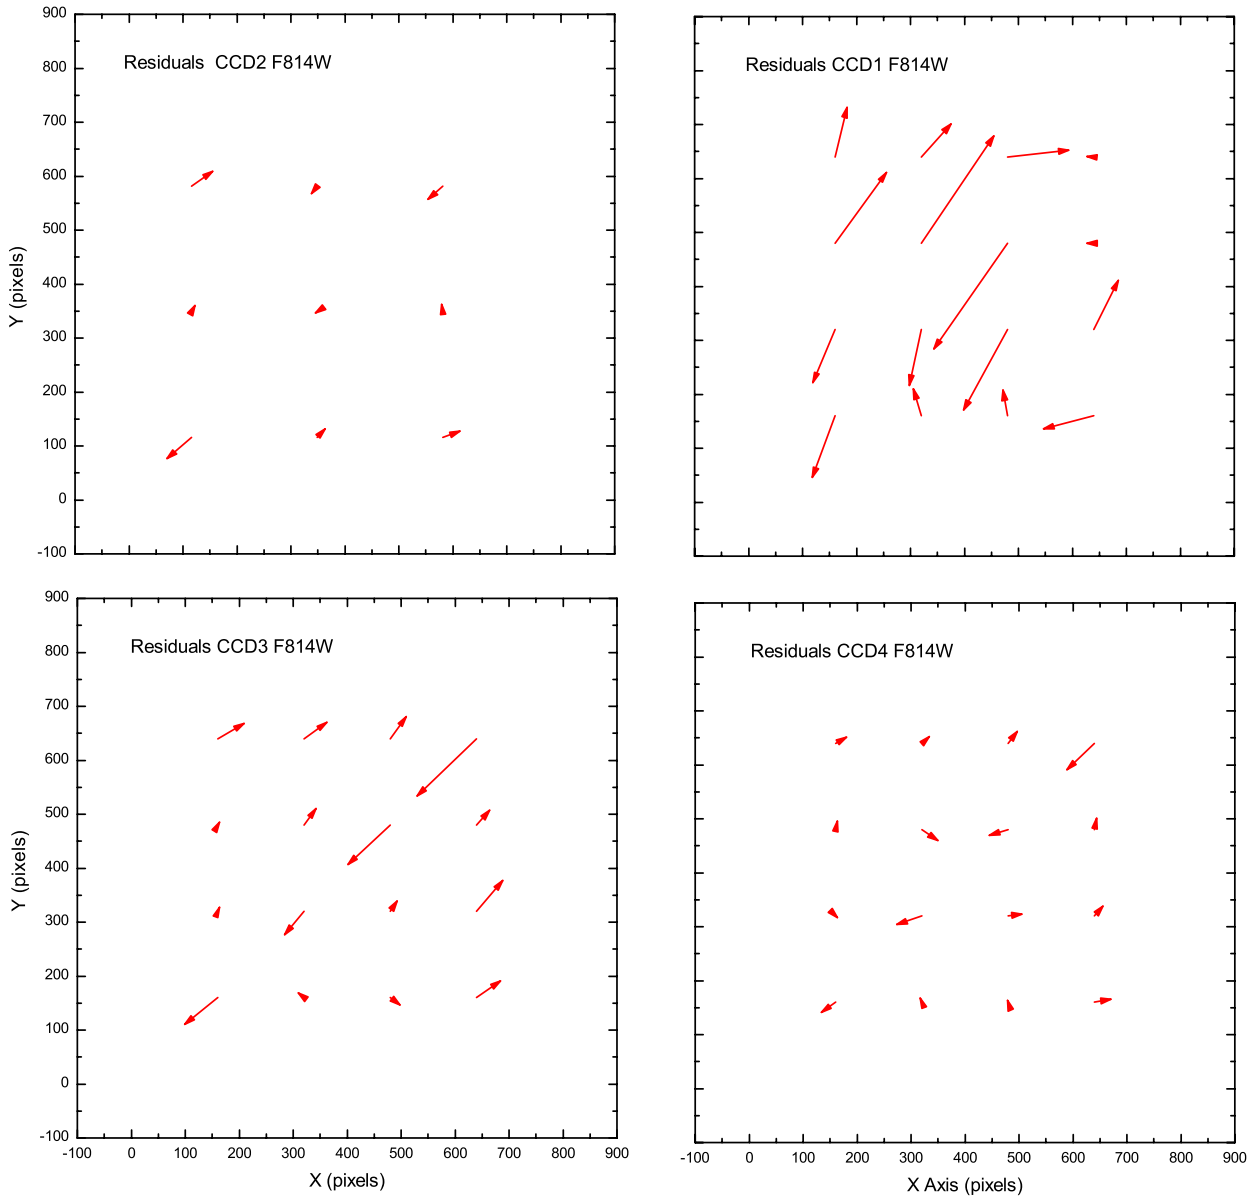 900
800
700
600
500
400
300
200
100
0
-100
Y (pixels)
Residuals  CCD2 F814W
Residuals CCD1 F814W
900
800
700
600
500
400
300
200
100
0
-100
Y (pixels)
Residuals CCD3 F814W
-100 0 100 200 300 400 500 600 700 800 900
X (pixels)
Residuals CCD4 F814W
-100 0 100 200 300 400 500 600 700 800 900
X Axis (pixels)